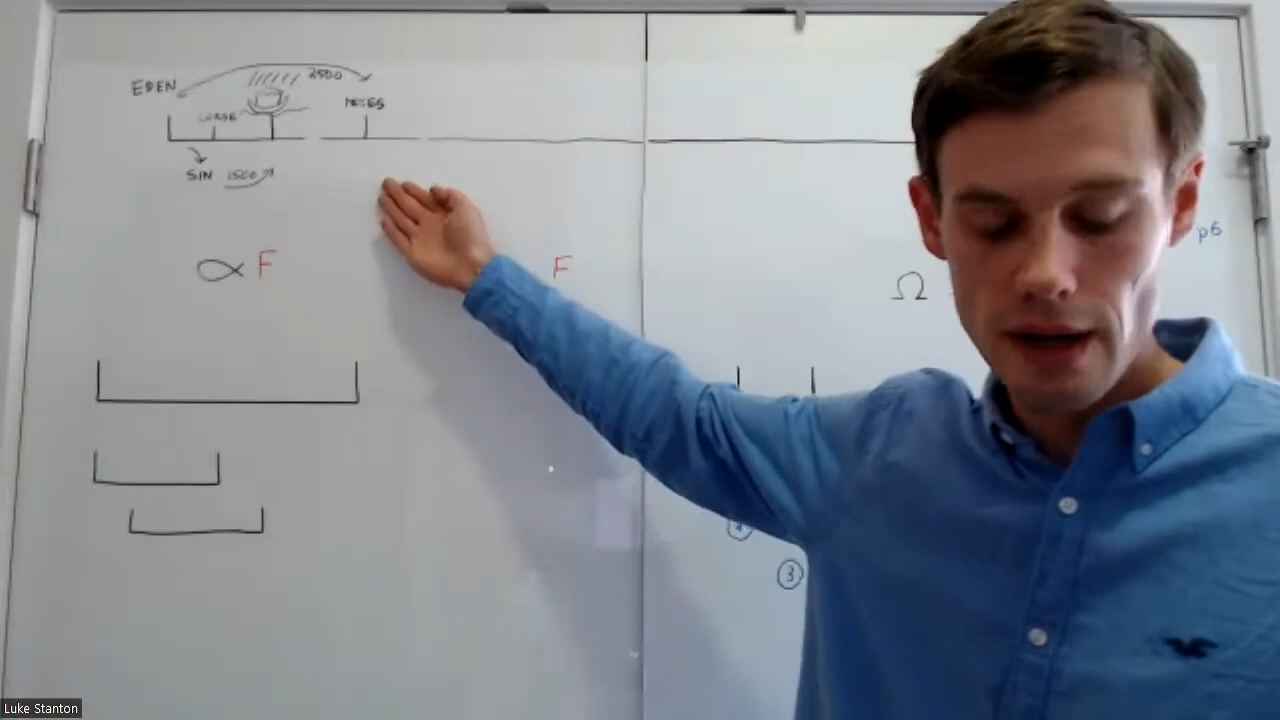 EDEN
2500
MOSES
CURSE
SIN 1500
p6
α F
F
Ω
3
Luke Stanton